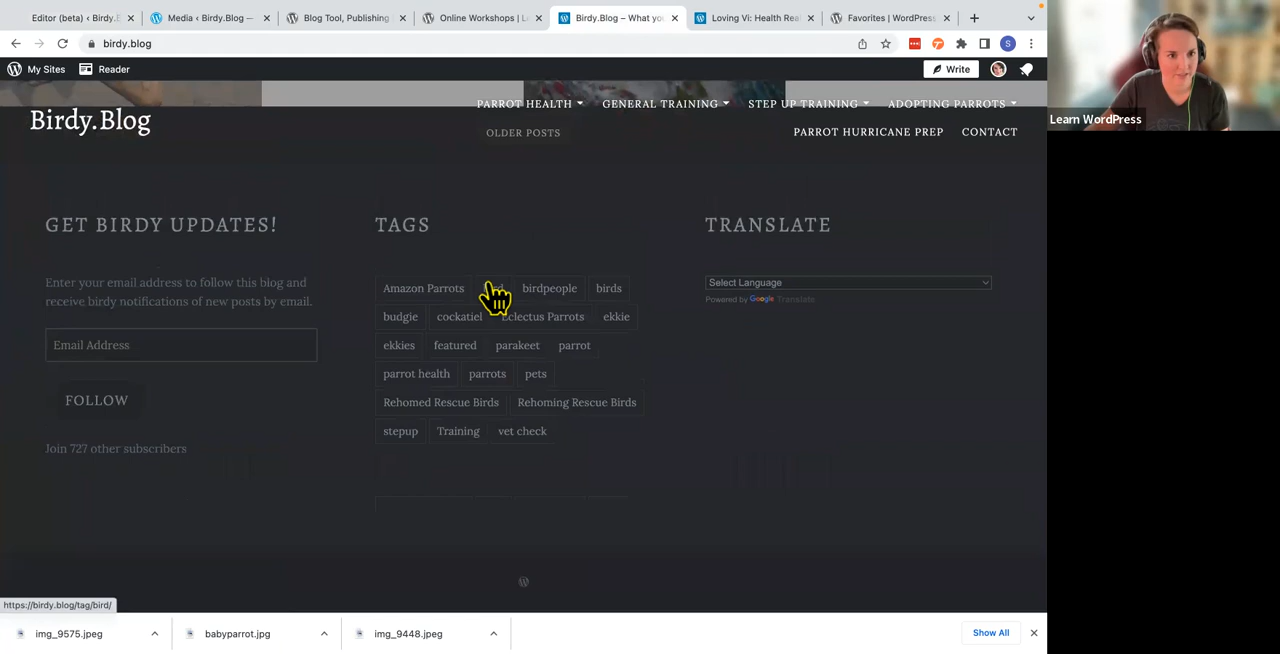 Editor (beta) ‹ Birdy.B
Media ‹ Birdy.Blog —
Blog Tool, Publishing
Online Workshops | Le
Birdy.Blog – What you
Loving Vi: Health Rea
Favorites | WordPress
birdy.blog
S
My Sites
Reader
Write
Birdy.Blog
PARROT HEALTH
GENERAL TRAINING
STEP UP TRAINING
ADOPTING PARROTS
OLDER POSTS
PARROT HURRICANE PREP
CONTACT
Learn WordPress
GET BIRDY UPDATES!
Enter your email address to follow this blog and
receive birdy notifications of new posts by email.
Email Address
FOLLOW
Join 727 other subscribers
TAGS
Amazon Parrots
birdpeople
birds
budgie
cockatiel
Eclectus Parrots
ekkie
ekkies
featured
parakeet
parrot
parrot health
parrots
pets
Rehomed Rescue Birds
Rehoming Rescue Birds
stepup
Training
vet check
TRANSLATE
Select Language
Powered by Google Translate
https://birdy.blog/tag/bird/
img_9575.jpeg
babyparrot.jpg
img_9448.jpeg
Show All